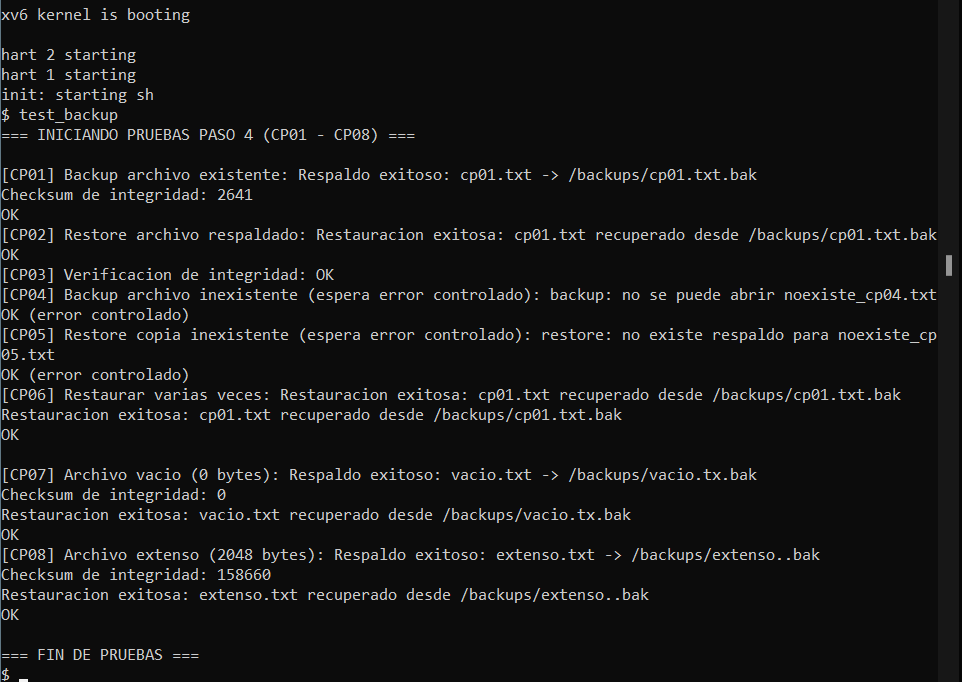 xv6 kernel is booting
hart 2 starting
hart 1 starting
init: starting sh
$ test_backup
=== INICIANDO PRUEBAS PASO 4 (CP01 - CP08) ===
[CP01] Backup archivo existente: Respaldo exitoso: cp01.txt -> /backups/cp01.txt.bak
Checksum de integridad: 2641
OK
[CP02] Restore archivo respaldado: Restauracion exitosa: cp01.txt recuperado desde /backups/cp01.txt.bak
OK
[CP03] Verificacion de integridad: OK
[CP04] Backup archivo inexistente (espera error controlado): backup: no se puede abrir noexiste_cp04.txt
OK (error controlado)
[CP05] Restore copia inexistente (espera error controlado): restore: no existe respaldo para noexiste_cp
05.txt
OK (error controlado)
[CP06] Restaurar varias veces: Restauracion exitosa: cp01.txt recuperado desde /backups/cp01.txt.bak
Restauracion exitosa: cp01.txt recuperado desde /backups/cp01.txt.bak
OK
[CP07] Archivo vacio (0 bytes): Respaldo exitoso: vacio.txt -> /backups/vacio.tx.bak
Checksum de integridad: 0
Restauracion exitosa: vacio.txt recuperado desde /backups/vacio.tx.bak
OK
[CP08] Archivo extenso (2048 bytes): Respaldo exitoso: extenso.txt -> /backups/extenso..bak
Checksum de integridad: 158660
Restauracion exitosa: extenso.txt recuperado desde /backups/extenso..bak
OK
=== FIN DE PRUEBAS ===
$